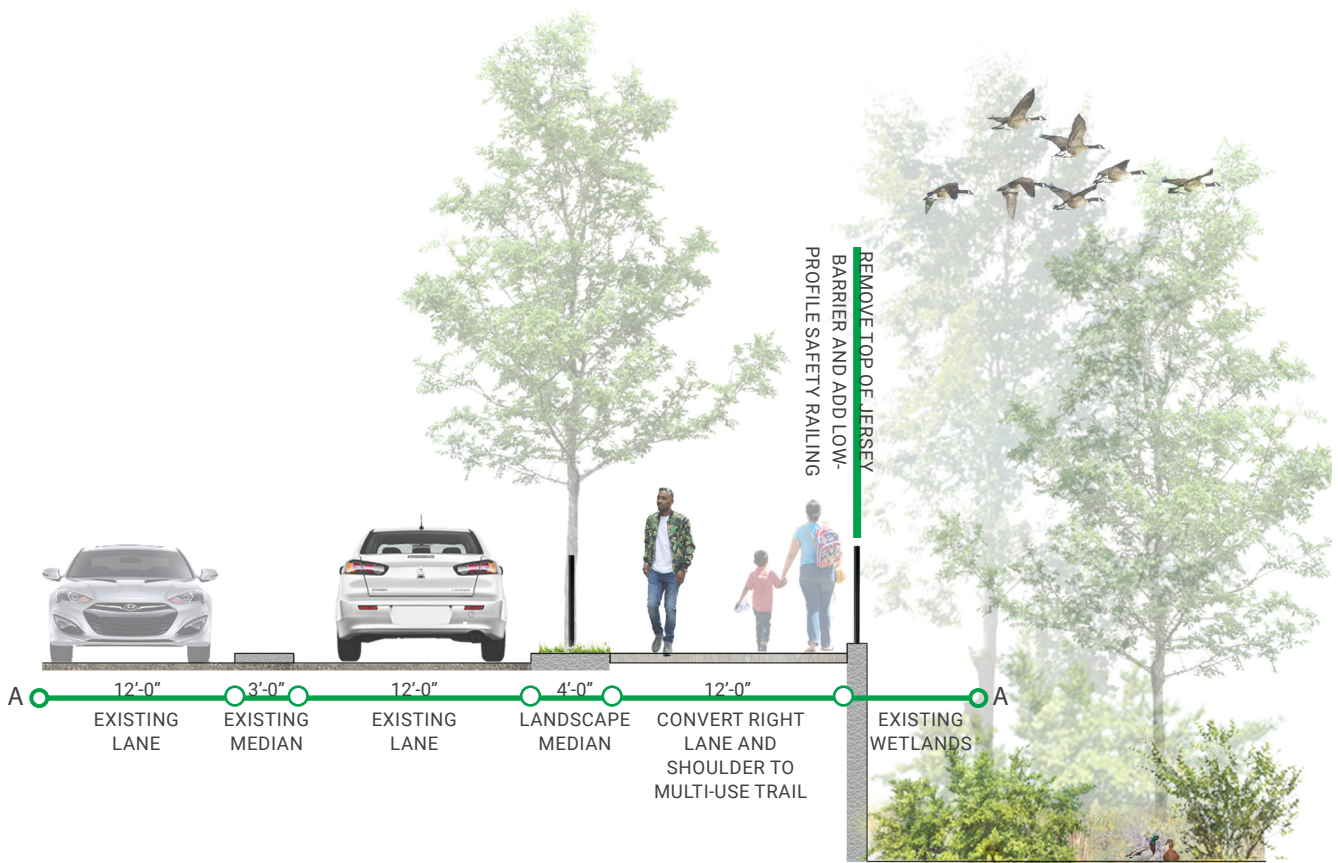 REMOVE TOP OF JERSEY
BARRIER AND ADD LOW-
PROFILE SAFETY RAILING
A
12’-0”
3’-0”
12’-0”
4’-0”
12’-0”
A
EXISTING
LANE
EXISTING
MEDIAN
EXISTING
LANE
LANDSCAPE
MEDIAN
CONVERT RIGHT
LANE AND
SHOULDER TO
MULTI-USE TRAIL
EXISTING
WETLANDS